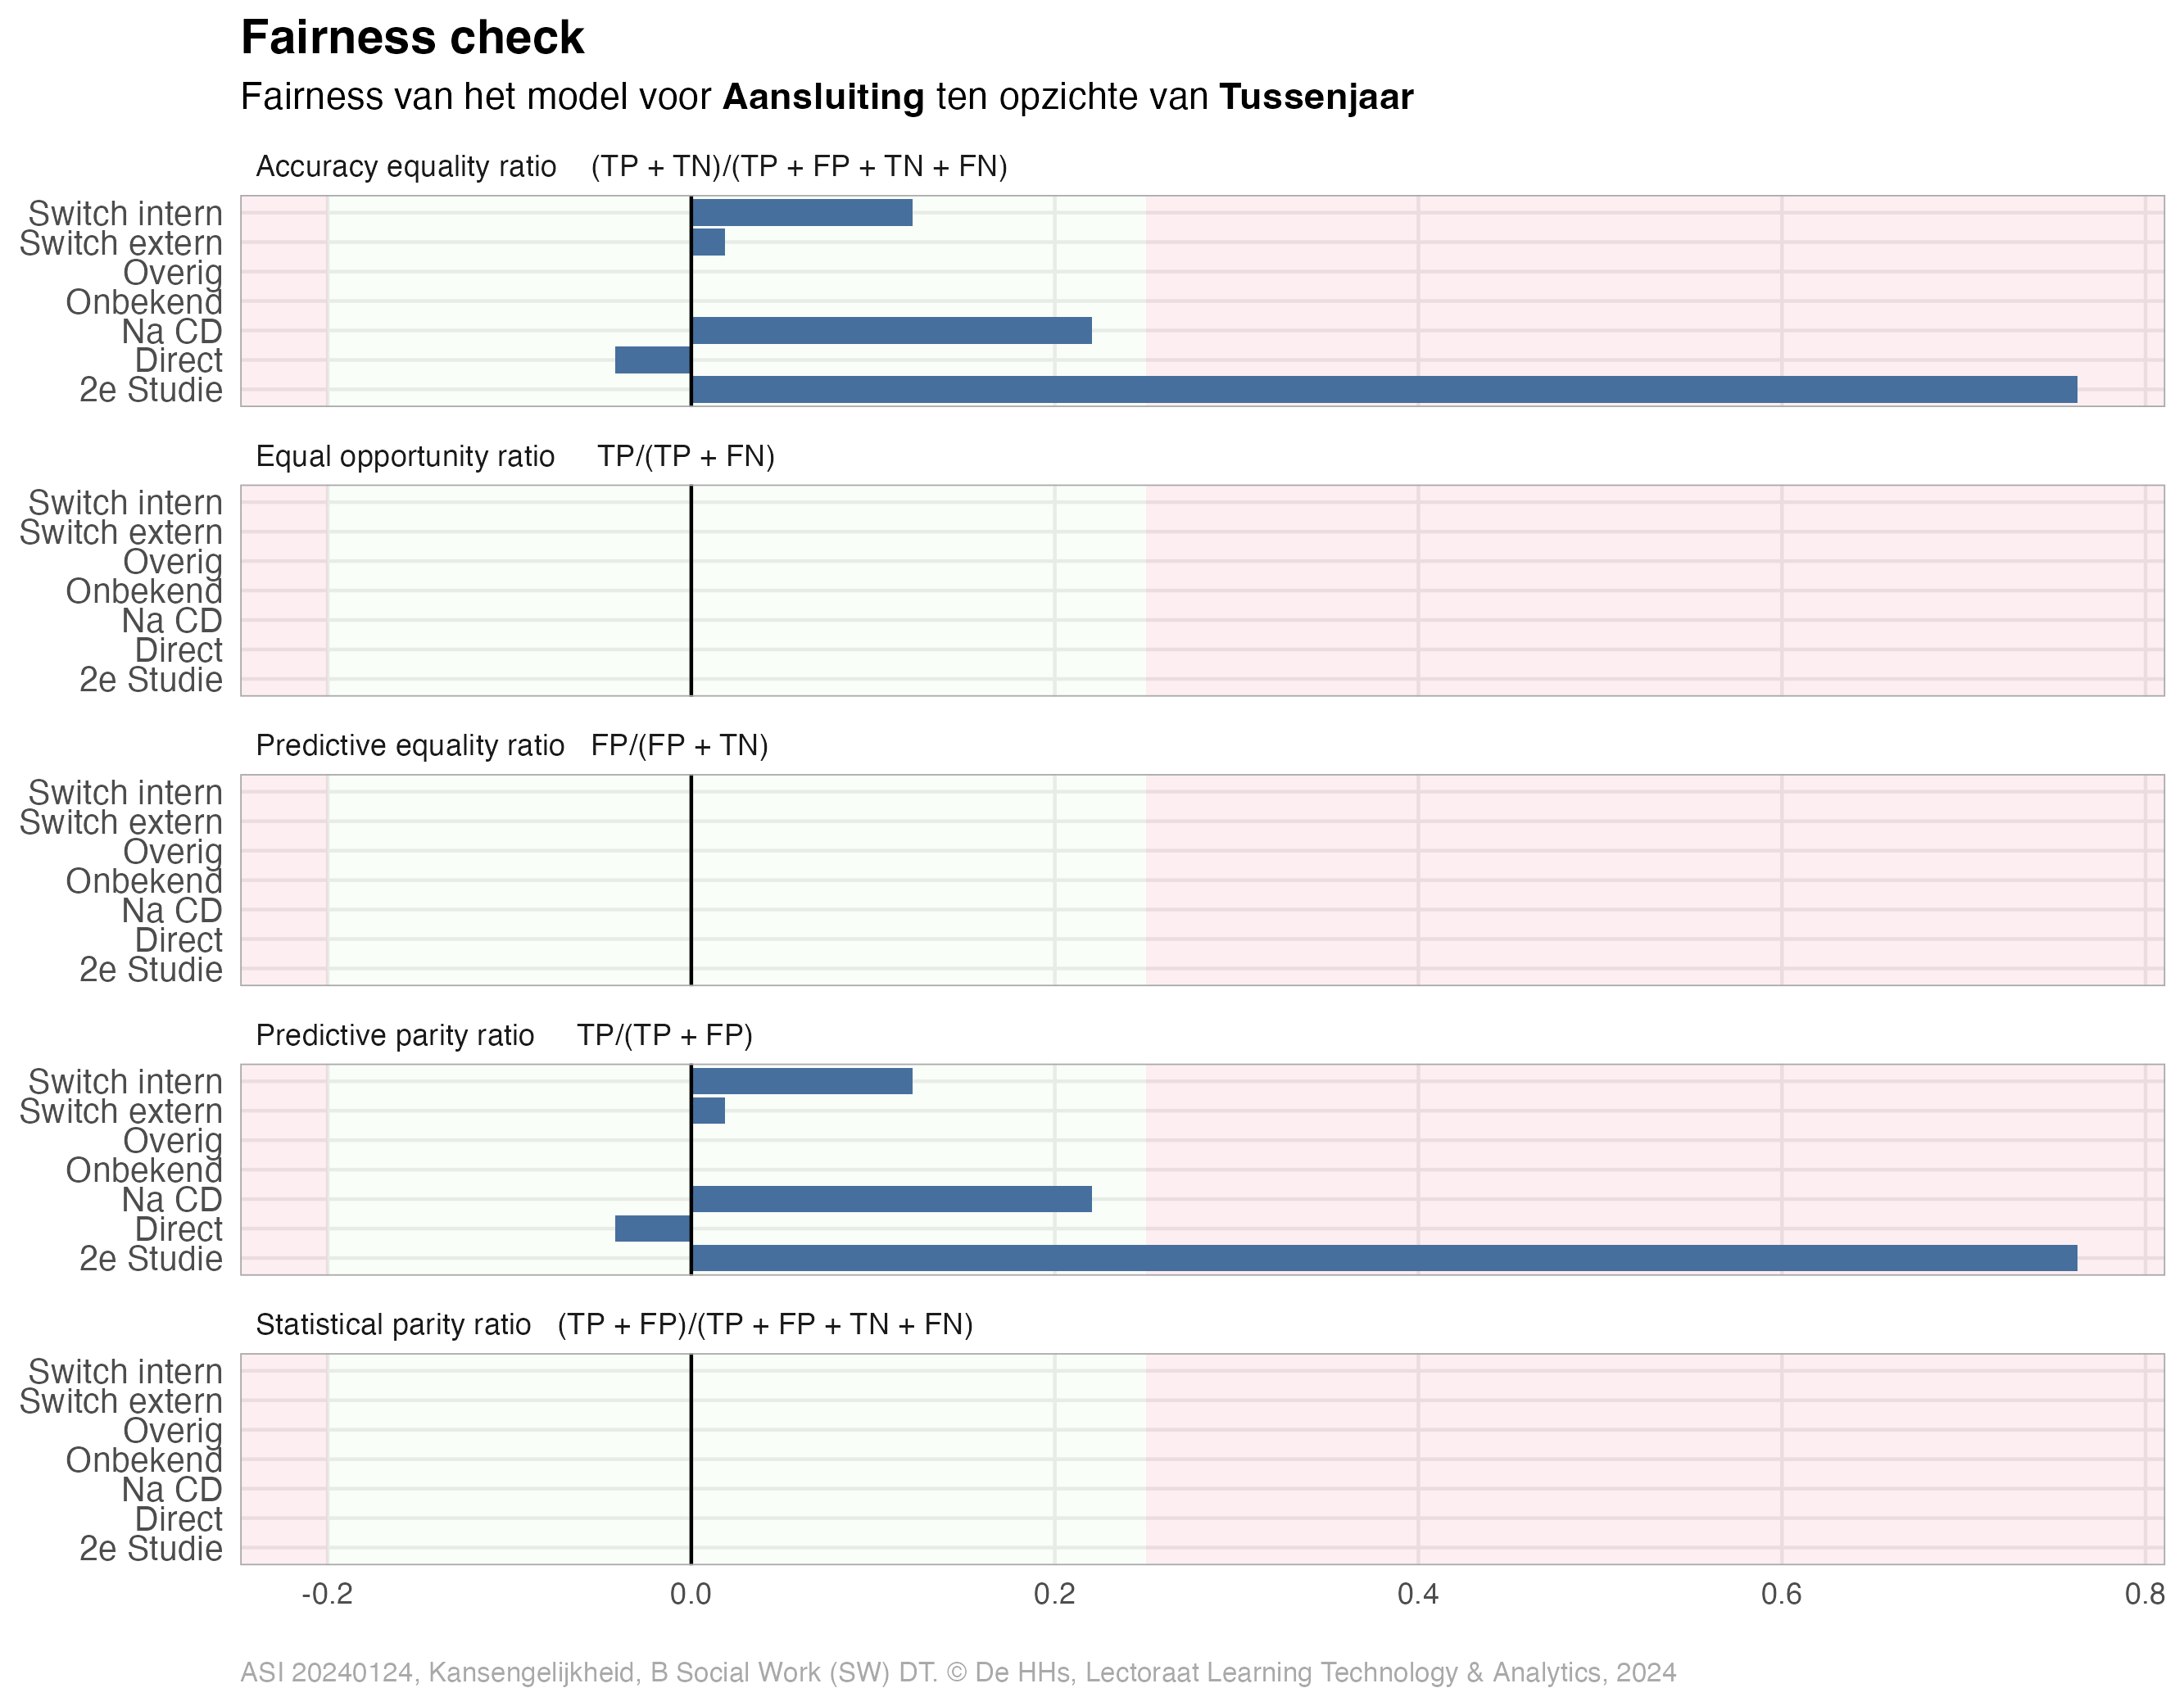 Fairness check
Fairness van het model voor Aansluiting ten opzichte van Tussenjaar
Accuracy equality ratio (TP + TN)/(TP + FP + TN + FN)
Switch intern
Switch extern
Overig
Onbekend
Na CD
Direct
2e Studie
Equal opportunity ratio TP/(TP + FN)
Switch intern
Switch extern
Overig
Onbekend
Na CD
Direct
2e Studie
Predictive equality ratio FP/(FP + TN)
Switch intern
Switch extern
Overig
Onbekend
Na CD
Direct
2e Studie
Predictive parity ratio TP/(TP + FP)
Switch intern
Switch extern
Overig
Onbekend
Na CD
Direct
2e Studie
Statistical parity ratio (TP + FP)/(TP + FP + TN + FN)
Switch intern
Switch extern
Overig
Onbekend
Na CD
Direct
2e Studie
-0.2 0.0 0.2 0.4 0.6 0.8
ASI 20240124, Kansengelijkheid, B Social Work (SW) DT. © De HHs, Lectoraat Learning Technology & Analytics, 2024